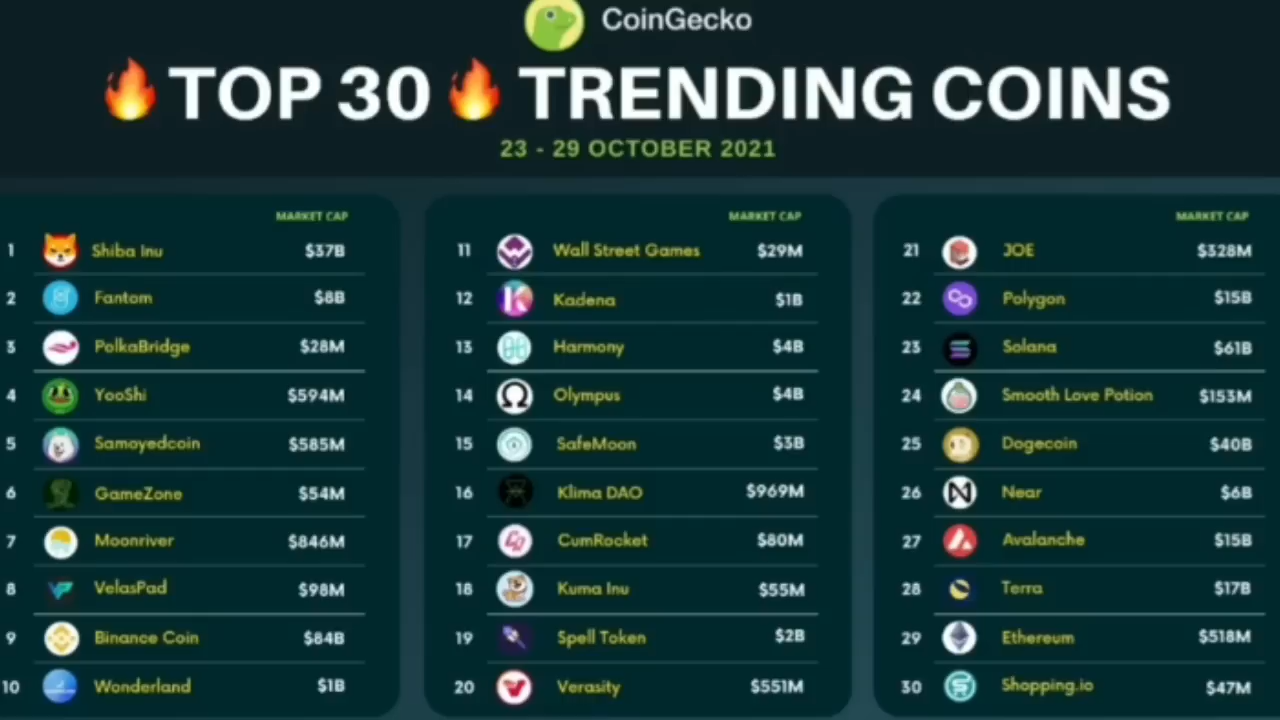 CoinGecko
TOP 30 TRENDING COINS
23 - 29 OCTOBER 2021
MARKET CAP
1 Shiba Inu $37B
2 Fantom $8B
3 PolkaBridge $28M
4 YooShi $594M
5 Samoyedcoin $585M
6 GameZone $54M
7 Moonriver $846M
8 VelasPad $98M
9 Binance Coin $84B
10 Wonderland $1B
MARKET CAP
11 Wall Street Games $29M
12 Kadena $1B
13 Harmony $4B
14 Olympus $4B
15 SafeMoon $3B
16 Klima DAO $969M
17 CumRocket $80M
18 Kuma Inu $55M
19 Spell Token $2B
20 Verasity $551M
MARKET CAP
21 JOE $328M
22 Polygon $15B
23 Solana $61B
24 Smooth Love Potion $153M
25 Dogecoin $40B
26 Near $6B
27 Avalanche $15B
28 Terra $17B
29 Ethereum $518M
30 Shopping.io $47M